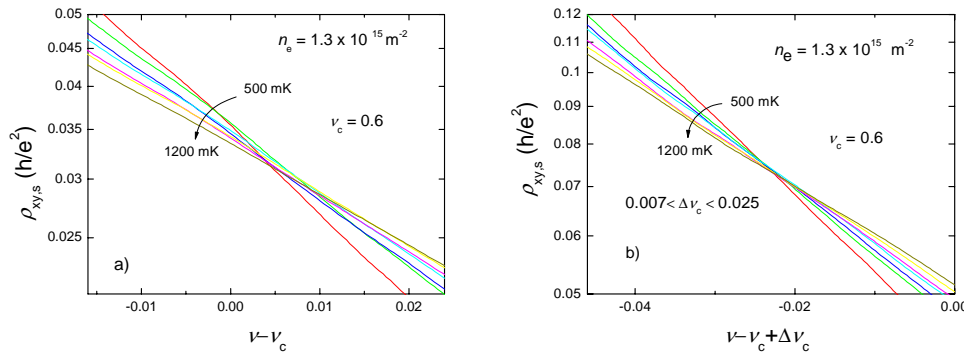 0.05
0.045
0.04
0.035
0.03
0.025
ρxy,s (h/e²)
nₑ = 1.3 x 10 ¹⁵ m⁻²
500 mK
νc = 0.6
1200 mK
a)
-0.01
0.00
0.01
0.02
ν−νc
0.12
0.11
0.1
0.09
0.08
0.07
0.06
0.05
ρxy,s (h/e²)
nₑ = 1.3 x 10 ¹⁵ m⁻²
500 mK
νc = 0.6
1200 mK
0.007< Δνc < 0.025
b)
-0.04
-0.02
0.00
ν−νc+Δνc